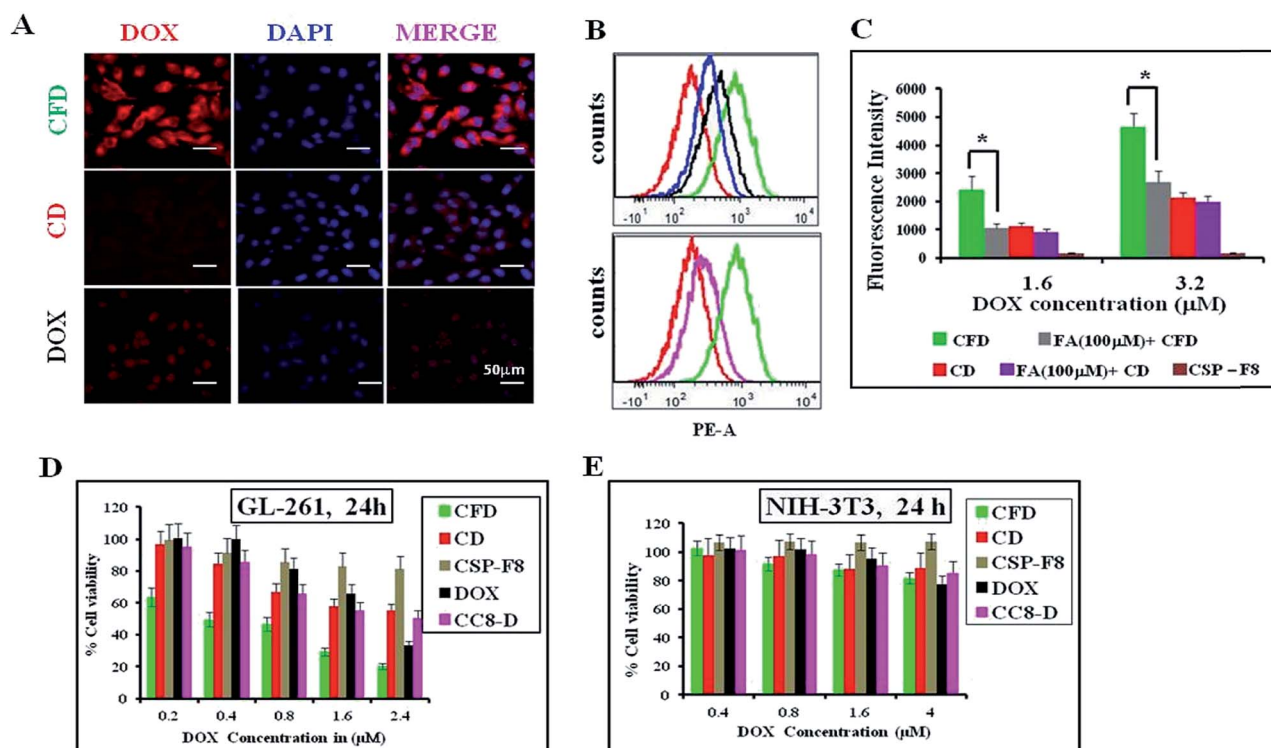 A
DOX DAPI MERGE
CFD
CD
DOX
50μm
B
counts
-10¹ 10² 10³ 10⁴
counts
-10¹ 10² 10³ 10⁴
PE-A
C
Fluorescence Intensity
6000
5000
4000
3000
2000
1000
0
* *
1.6 3.2
DOX concentration (μM)
CFD FA(100μM)+ CFD
CD FA(100μM)+ CD CSP – F8
D
GL-261, 24h
% Cell viability
120
100
80
60
40
20
0
0.2 0.4 0.8 1.6 2.4
DOX Concentration in (μM)
CFD
CD
CSP-F8
DOX
CC8-D
E
NIH-3T3, 24 h
% Cell viability
120
100
80
60
40
20
0
0.4 0.8 1.6 4
DOX Concentration (μM)
CFD
CD
CSP-F8
DOX
CC8-D